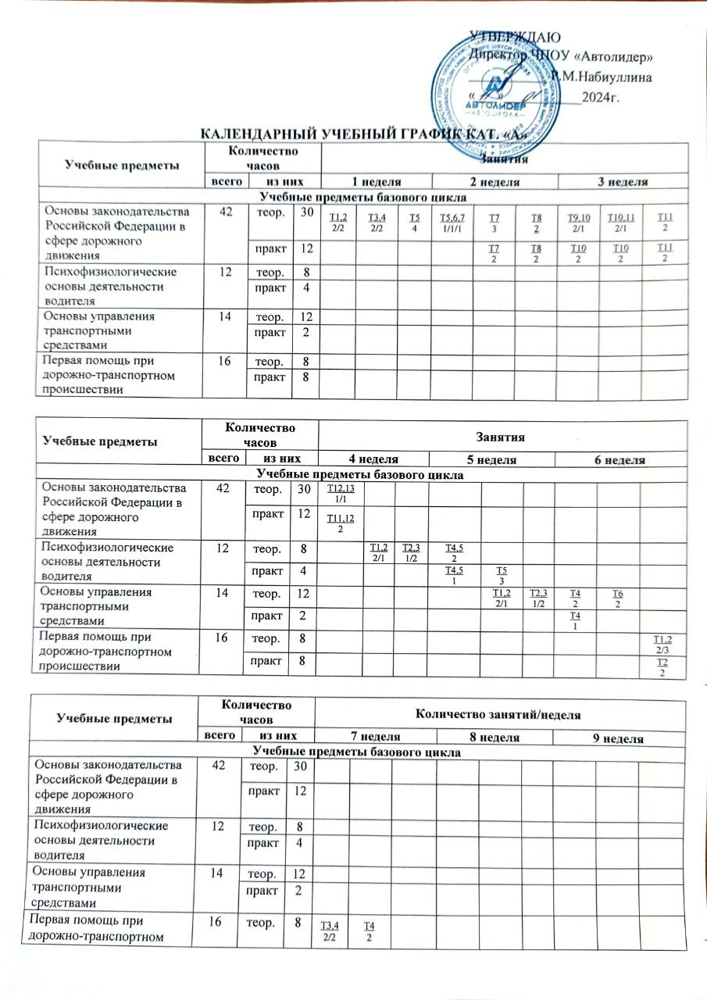 УТВЕРЖДАЮ
Директор ЧПОУ «Автолидер»
Р.М.Набиуллина
« » 2024г.
АВТОЛИДЕР
АВТОШКОЛА
КАЛЕНДАРНЫЙ УЧЕБНЫЙ ГРАФИК КАТ. «А»
Учебные предметы Количество часов Занятия
всего из них 1 неделя 2 неделя 3 неделя
Учебные предметы базового цикла
Основы законодательства 42 теор. 30 Т1,2 Т3,4 Т5 Т5,6,7 Т7 Т8 Т9,10 Т10,11 Т11
Российской Федерации в 2/2 2/2 4 1/1/1 3 2 2/1 2/1 2
сфере дорожного практ 12 Т7 Т8 Т10 Т10 Т11
движения 2 2 2 2 2
Психофизиологические 12 теор. 8
основы деятельности практ 4
водителя
Основы управления 14 теор. 12
транспортными практ 2
средствами
Первая помощь при 16 теор. 8
дорожно-транспортном практ 8
происшествии
Учебные предметы Количество часов Занятия
всего из них 4 неделя 5 неделя 6 неделя
Учебные предметы базового цикла
Основы законодательства 42 теор. 30 Т12,13
Российской Федерации в 1/1
сфере дорожного практ 12 Т11,12
движения 2
Психофизиологические 12 теор. 8 Т1,2 Т2,3 Т4,5
основы деятельности 2/1 1/2 2
водителя практ 4 Т4,5 Т5
1 3
Основы управления 14 теор. 12 Т1,2 Т2,3 Т4 Т6
транспортными 2/1 1/2 2 2
средствами практ 2 Т4
1
Первая помощь при 16 теор. 8 Т1,2
дорожно-транспортном 2/3
происшествии практ 8 Т2
2
Учебные предметы Количество часов Количество занятий/неделя
всего из них 7 неделя 8 неделя 9 неделя
Учебные предметы базового цикла
Основы законодательства 42 теор. 30
Российской Федерации в
сфере дорожного практ 12
движения
Психофизиологические 12 теор. 8
основы деятельности практ 4
водителя
Основы управления 14 теор. 12
транспортными практ 2
средствами
Первая помощь при 16 теор. 8 Т3,4 Т4
дорожно-транспортном 2/2 2